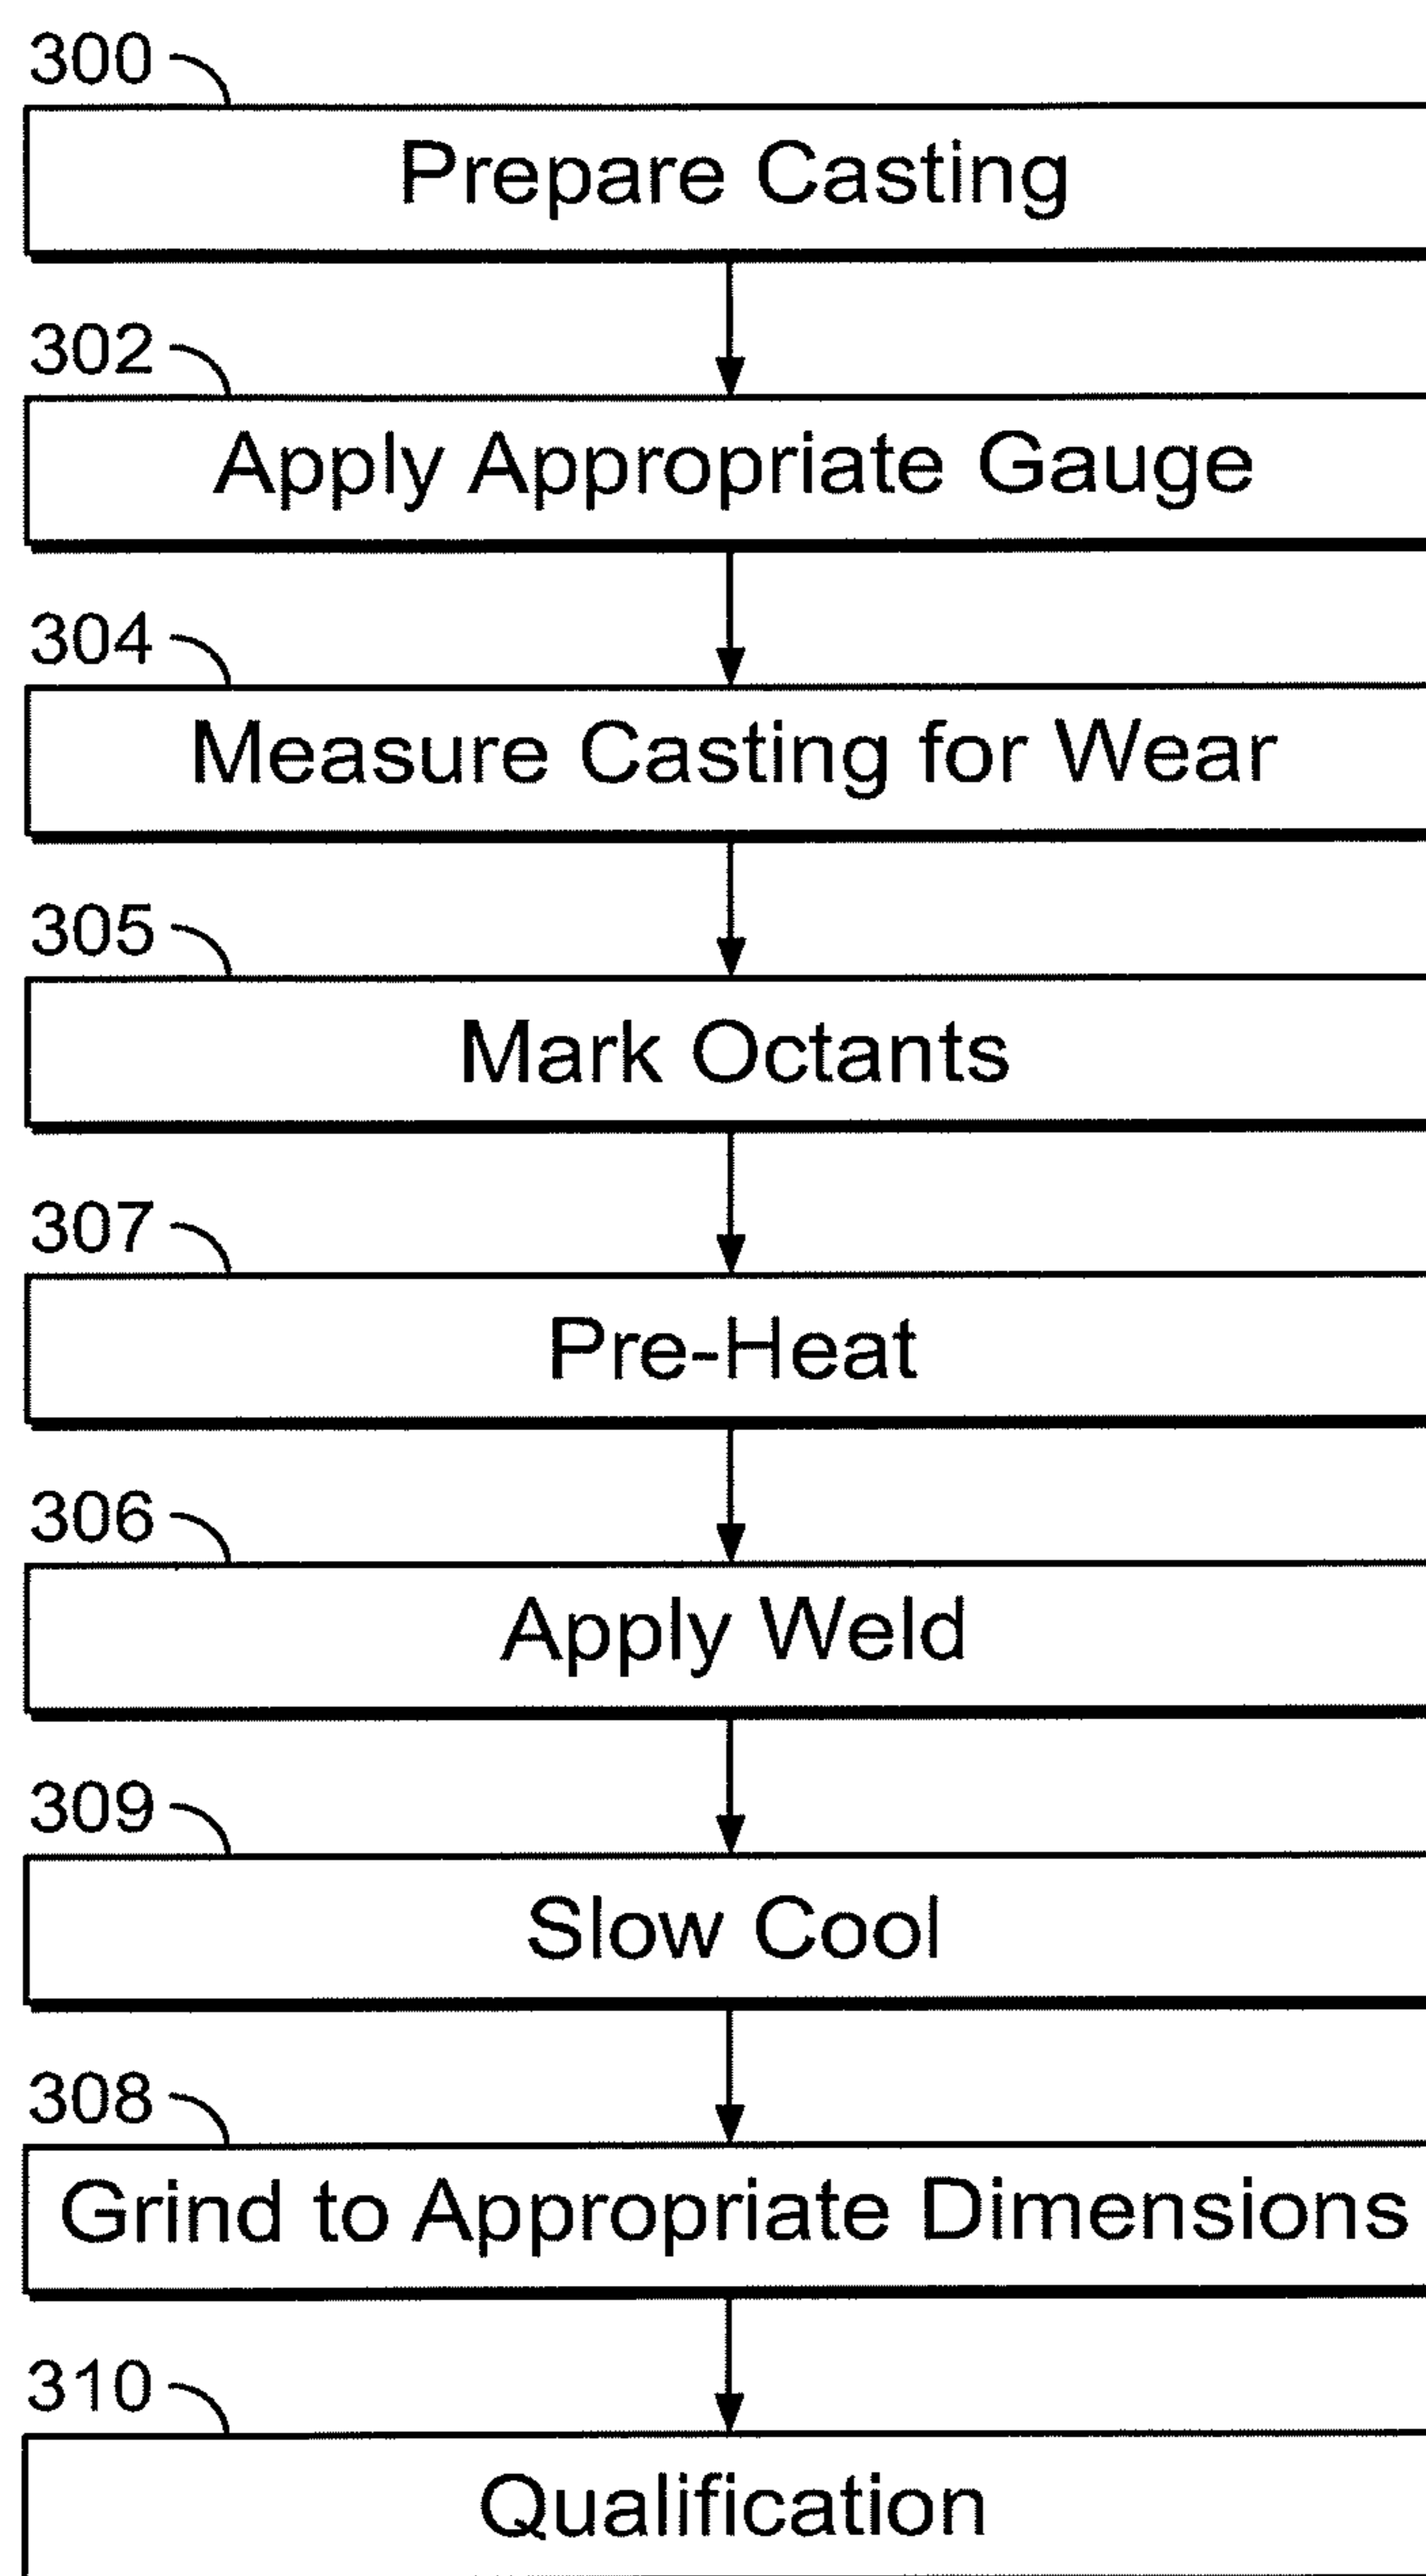 300
Prepare Casting
302
Apply Appropriate Gauge
304
Measure Casting for Wear
305
Mark Octants
307
Pre-Heat
306
Apply Weld
309
Slow Cool
308
Grind to Appropriate Dimensions
310
Qualification